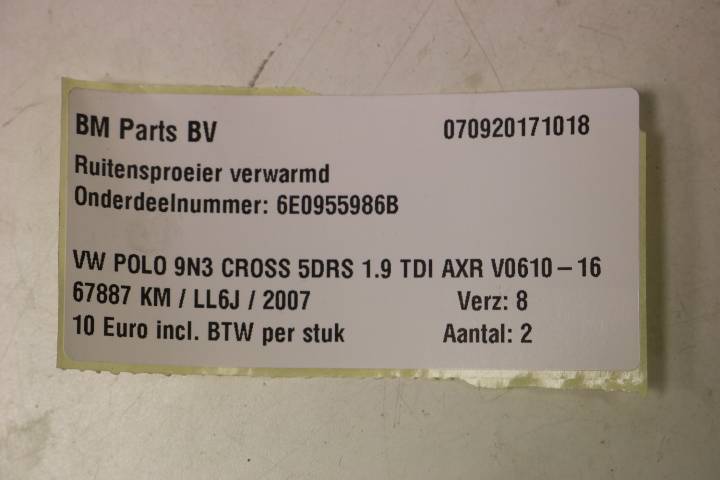 BM Parts BV 070920171018
Ruitensproeier verwarmd
Onderdeelnummer: 6E0955986B
VW POLO 9N3 CROSS 5DRS 1.9 TDI AXR V0610-16
67887 KM / LL6J / 2007 Verz: 8
10 Euro incl. BTW per stuk Aantal: 2